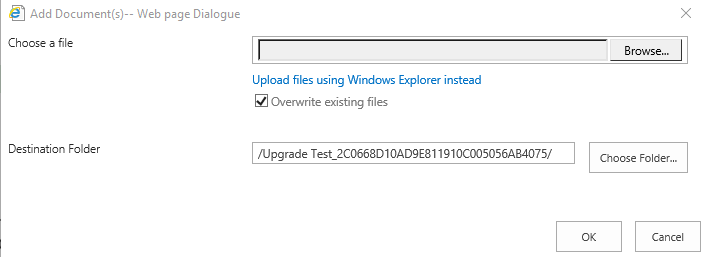 Add Document(s)-- Web page Dialogue
Choose a file
Browse...
Upload files using Windows Explorer instead
Overwrite existing files
Destination Folder
/Upgrade Test_2C0668D10AD9E811910C005056AB4075/
Choose Folder...
OK
Cancel